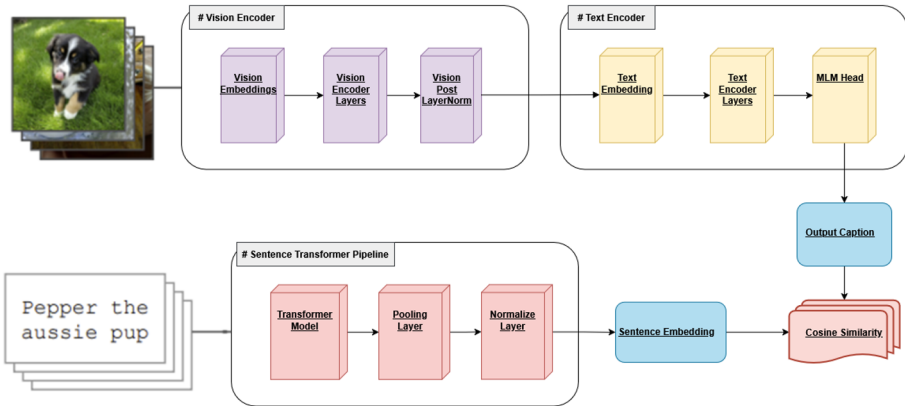 # Vision Encoder
Vision
Embeddings
Vision
Encoder
Layers
Vision
Post
LayerNorm
# Text Encoder
Text
Embedding
Text
Encoder
Layers
MLM Head
Output Caption
# Sentence Transformer Pipeline
Pepper the
aussie pup
Transformer
Model
Pooling
Layer
Normalize
Layer
Sentence Embedding
Cosine Similarity